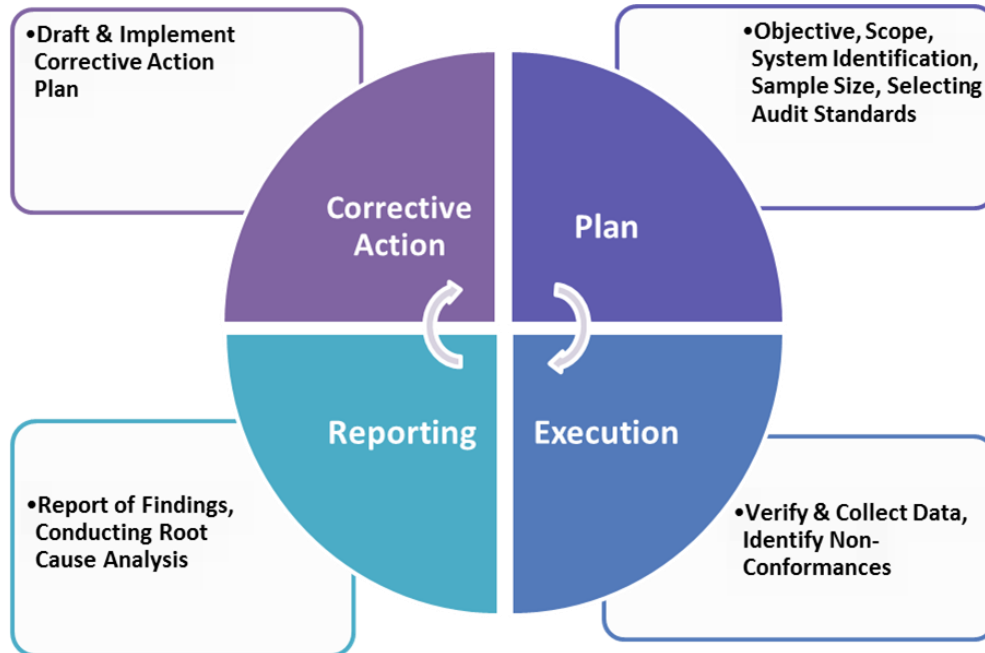 •Draft & Implement
Corrective Action
Plan
•Objective, Scope,
System Identification,
Sample Size, Selecting
Audit Standards
Corrective
Action
Plan
Reporting
Execution
•Report of Findings,
Conducting Root
Cause Analysis
•Verify & Collect Data,
Identify Non-
Conformances